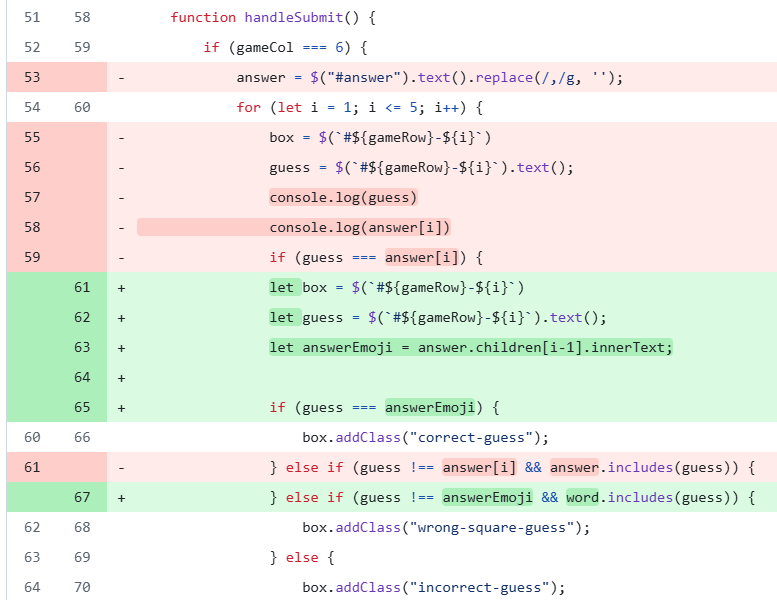 51 58 function handleSubmit() {
52 59 if (gameCol === 6) {
53 - answer = $("#answer").text().replace(/,/g, '');
54 60 for (let i = 1; i <= 5; i++) {
55 - box = $(`#${gameRow}-${i}`)
56 - guess = $(`#${gameRow}-${i}`).text();
57 - console.log(guess)
58 - console.log(answer[i])
59 - if (guess === answer[i]) {
61 + let box = $(`#${gameRow}-${i}`)
62 + let guess = $(`#${gameRow}-${i}`).text();
63 + let answerEmoji = answer.children[i-1].innerText;
64 +
65 + if (guess === answerEmoji) {
60 66 box.addClass("correct-guess");
61 - } else if (guess !== answer[i] && answer.includes(guess)) {
67 + } else if (guess !== answerEmoji && word.includes(guess)) {
62 68 box.addClass("wrong-square-guess");
63 69 } else {
64 70 box.addClass("incorrect-guess");